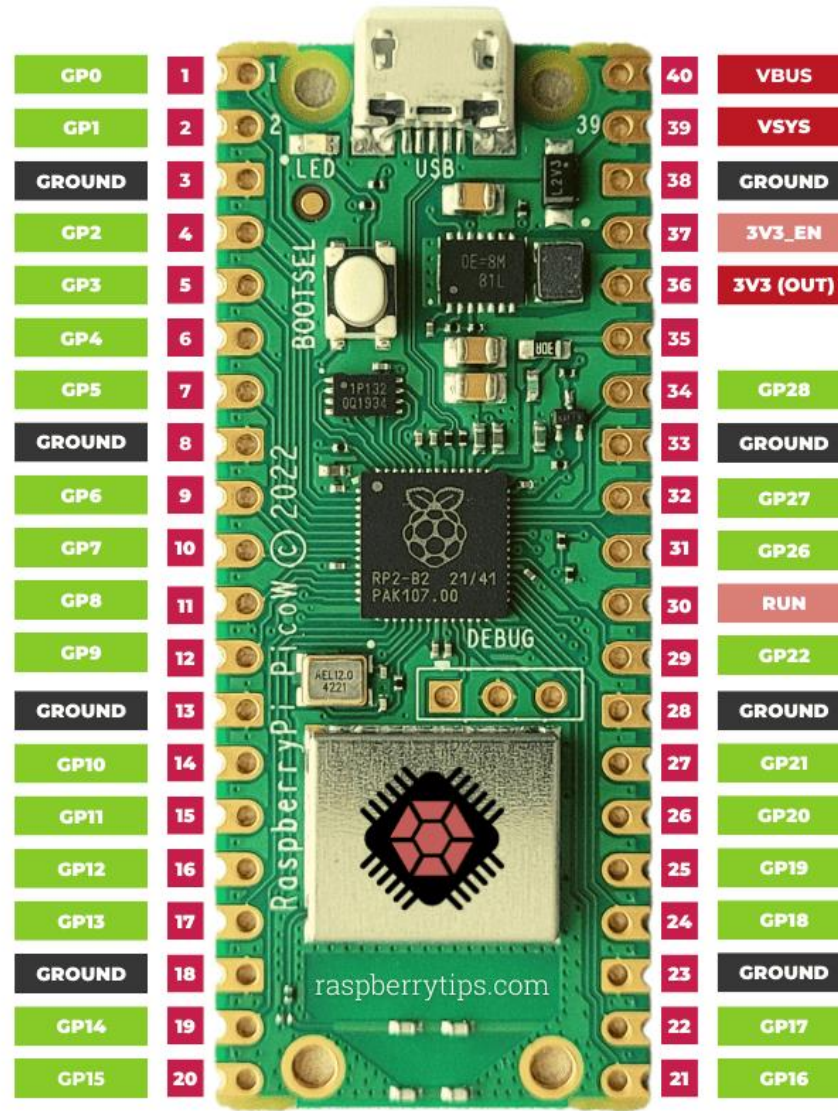 GP0 1 40 VBUS
GP1 2 39 VSYS
GROUND 3 38 GROUND
GP2 4 37 3V3_EN
GP3 5 36 3V3 (OUT)
GP4 6 35
GP5 7 34 GP28
GROUND 8 33 GROUND
GP6 9 32 GP27
GP7 10 31 GP26
GP8 11 30 RUN
GP9 12 29 GP22
GROUND 13 28 GROUND
GP10 14 27 GP21
GP11 15 26 GP20
GP12 16 25 GP19
GP13 17 24 GP18
GROUND 18 23 GROUND
GP14 19 22 GP17
GP15 20 21 GP16
1
2
39
LED
USB
L2V3
BOOTSEL
81L
1P132
0Q1934
RP2-B2 21/41
PAK107.00
DEBUG
AEL12.0
4221
RaspberryPi PicoW © 2022
raspberrytips.com